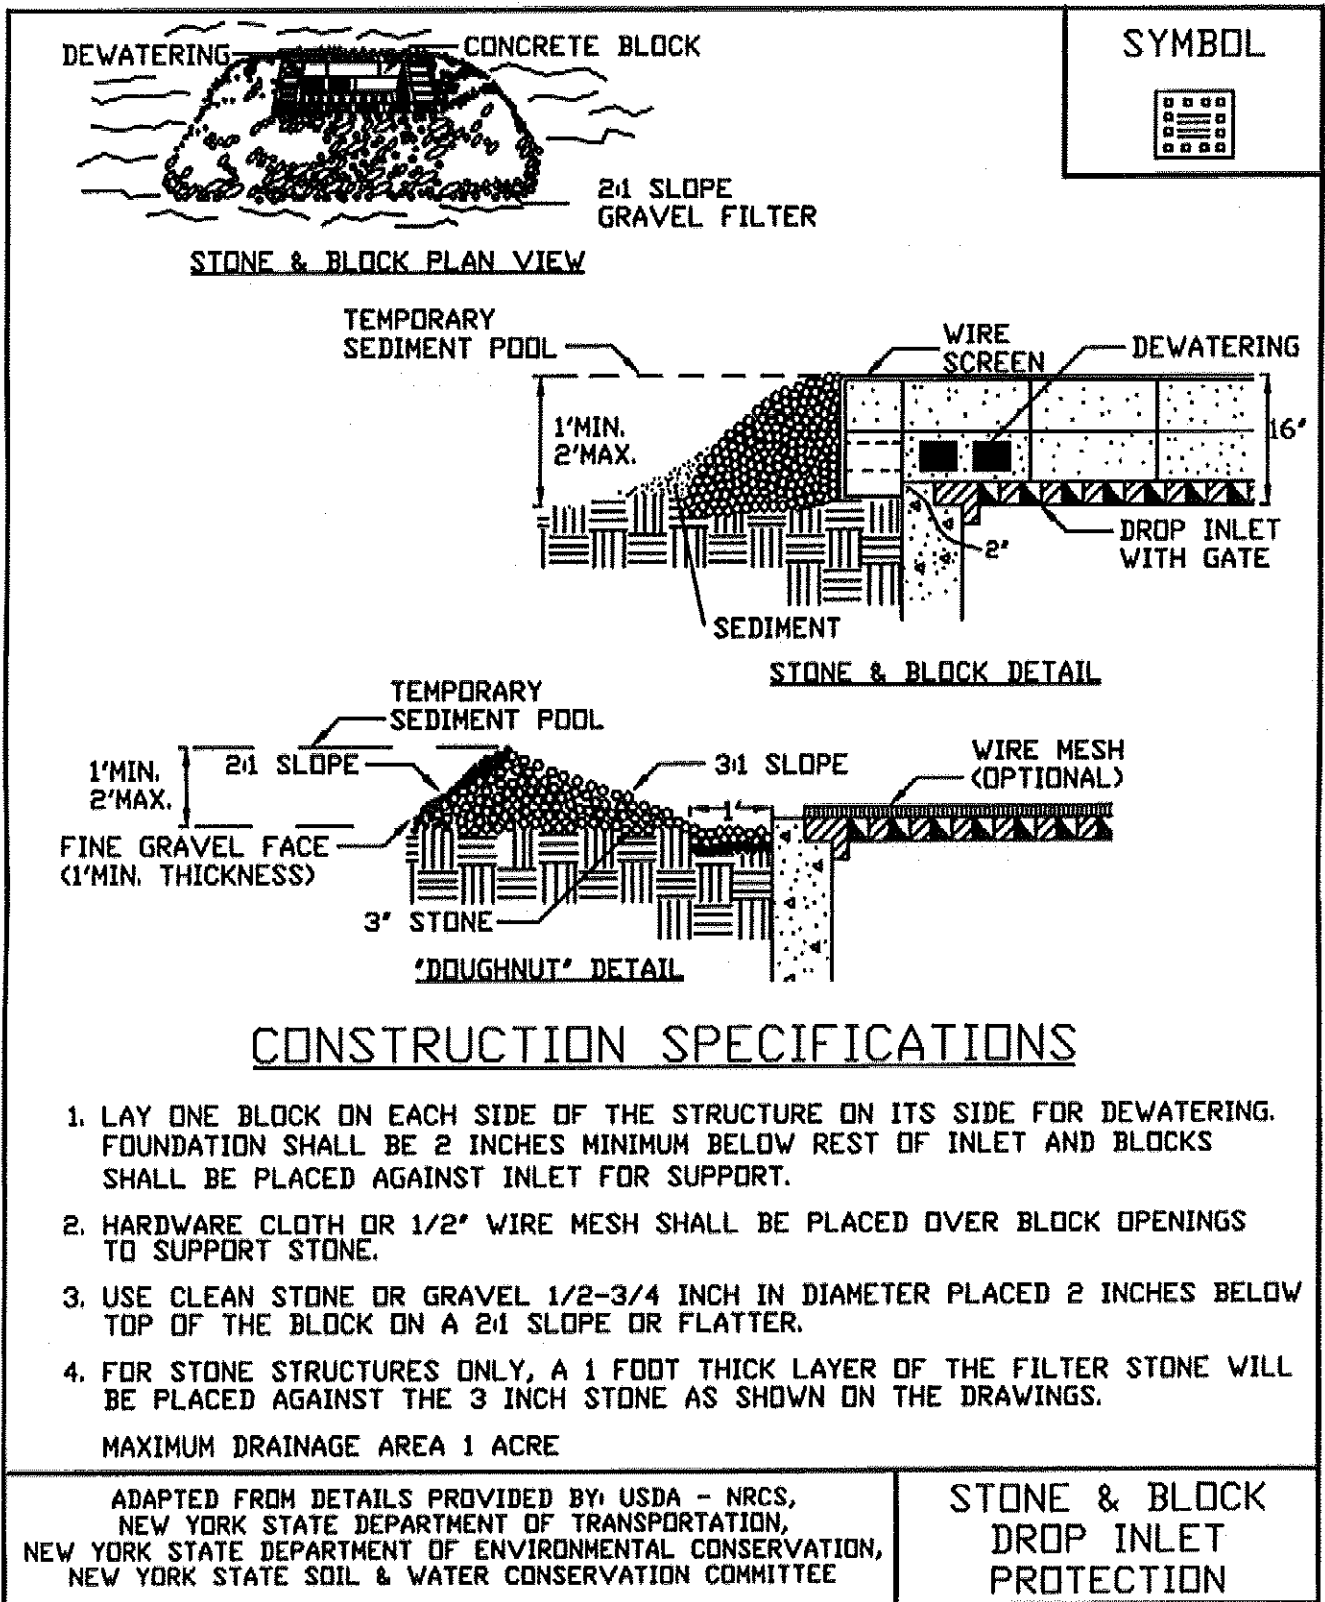 DEWATERING
CONCRETE BLOCK
SYMBOL
2:1 SLOPE
GRAVEL FILTER
STONE & BLOCK PLAN VIEW
TEMPORARY
SEDIMENT POOL
WIRE
SCREEN
DEWATERING
1'MIN.
2'MAX.
16"
2"
DROP INLET
WITH GATE
SEDIMENT
STONE & BLOCK DETAIL
TEMPORARY
SEDIMENT POOL
1'MIN.
2'MAX.
2:1 SLOPE
3:1 SLOPE
WIRE MESH
(OPTIONAL)
1'
FINE GRAVEL FACE
(1'MIN. THICKNESS)
3" STONE
"DOUGHNUT" DETAIL
CONSTRUCTION SPECIFICATIONS
1. LAY ONE BLOCK ON EACH SIDE OF THE STRUCTURE ON ITS SIDE FOR DEWATERING.
FOUNDATION SHALL BE 2 INCHES MINIMUM BELOW REST OF INLET AND BLOCKS
SHALL BE PLACED AGAINST INLET FOR SUPPORT.
2. HARDWARE CLOTH OR 1/2" WIRE MESH SHALL BE PLACED OVER BLOCK OPENINGS
TO SUPPORT STONE.
3. USE CLEAN STONE OR GRAVEL 1/2-3/4 INCH IN DIAMETER PLACED 2 INCHES BELOW
TOP OF THE BLOCK ON A 2:1 SLOPE OR FLATTER.
4. FOR STONE STRUCTURES ONLY, A 1 FOOT THICK LAYER OF THE FILTER STONE WILL
BE PLACED AGAINST THE 3 INCH STONE AS SHOWN ON THE DRAWINGS.
MAXIMUM DRAINAGE AREA 1 ACRE
ADAPTED FROM DETAILS PROVIDED BY: USDA - NRCS,
NEW YORK STATE DEPARTMENT OF TRANSPORTATION,
NEW YORK STATE DEPARTMENT OF ENVIRONMENTAL CONSERVATION,
NEW YORK STATE SOIL & WATER CONSERVATION COMMITTEE
STONE & BLOCK
DROP INLET
PROTECTION